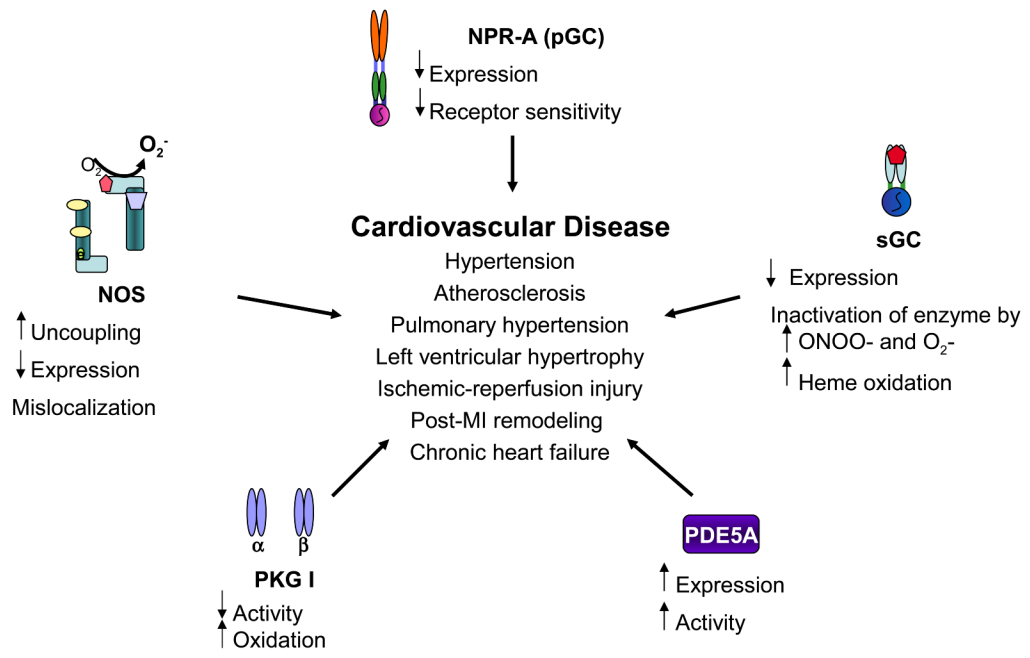 NPR-A (pGC)
↓ Expression
↓ Receptor sensitivity
O₂ O₂⁻
NOS
↑ Uncoupling
↓ Expression
Mislocalization
Cardiovascular Disease
Hypertension
Atherosclerosis
Pulmonary hypertension
Left ventricular hypertrophy
Ischemic-reperfusion injury
Post-MI remodeling
Chronic heart failure
sGC
↓ Expression
Inactivation of enzyme by
↑ ONOO- and O₂-
↑ Heme oxidation
α β
PKG I
↓ Activity
↑ Oxidation
PDE5A
↑ Expression
↑ Activity